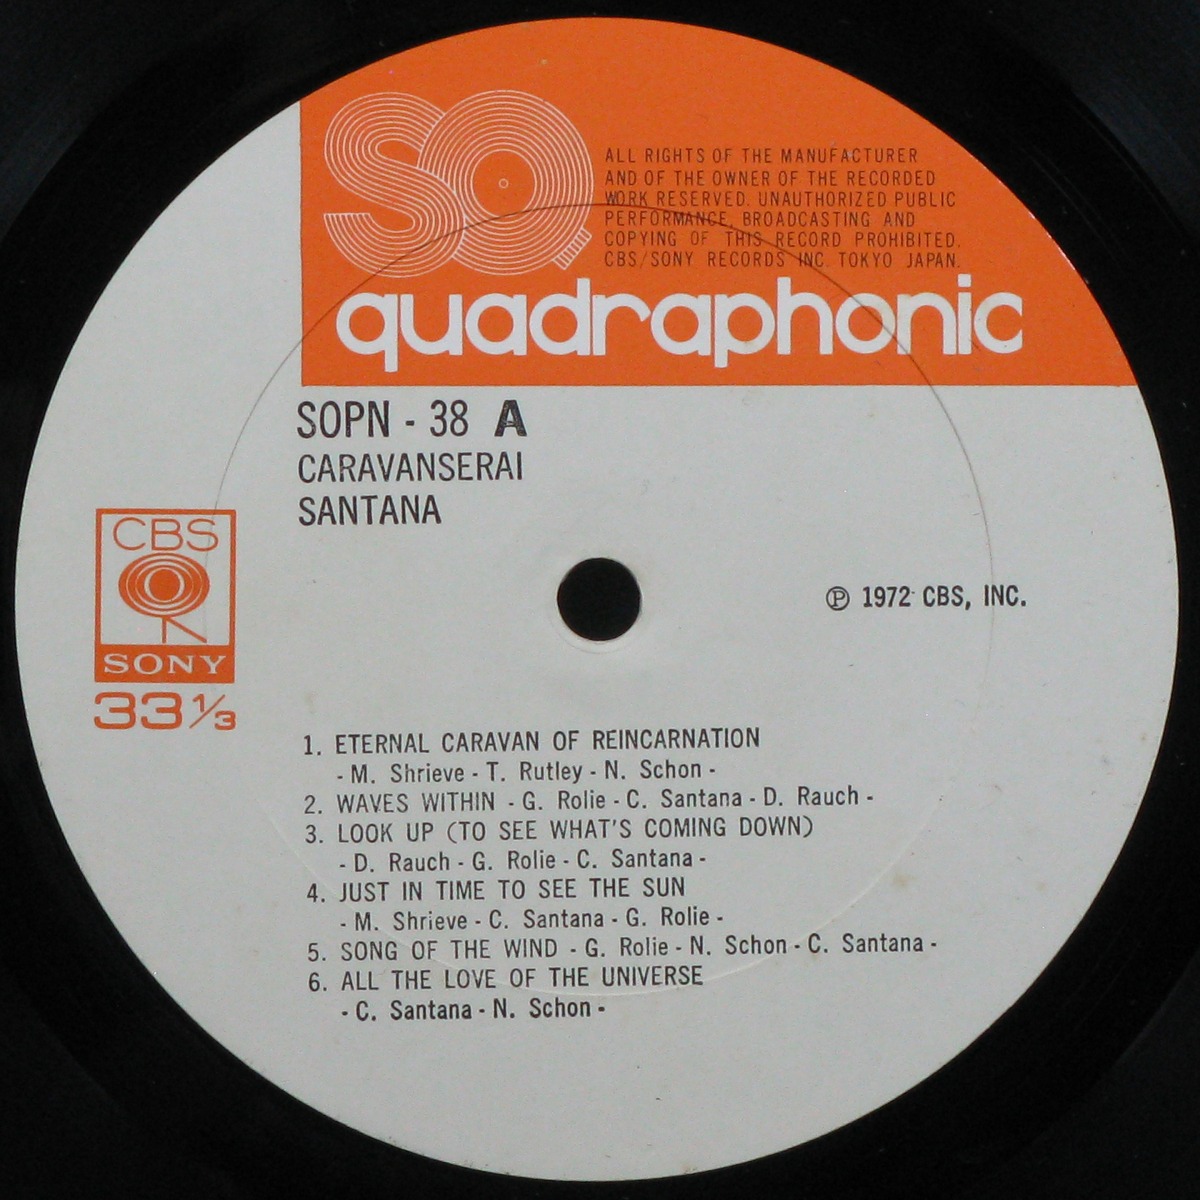 SQ
ALL RIGHTS OF THE MANUFACTURER
AND OF THE OWNER OF THE RECORDED
WORK RESERVED. UNAUTHORIZED PUBLIC
PERFORMANCE, BROADCASTING AND
COPYING OF THIS RECORD PROHIBITED.
CBS/SONY RECORDS INC. TOKYO JAPAN.
quadraphonic
SOPN - 38 A
CARAVANSERAI
SANTANA
CBS
SONY
33 1/3
℗ 1972 CBS, INC.
1. ETERNAL CARAVAN OF REINCARNATION
- M. Shrieve - T. Rutley - N. Schon -
2. WAVES WITHIN - G. Rolie - C. Santana - D. Rauch -
3. LOOK UP (TO SEE WHAT'S COMING DOWN)
- D. Rauch - G. Rolie - C. Santana -
4. JUST IN TIME TO SEE THE SUN
- M. Shrieve - C. Santana - G. Rolie -
5. SONG OF THE WIND - G. Rolie - N. Schon - C. Santana -
6. ALL THE LOVE OF THE UNIVERSE
- C. Santana - N. Schon -